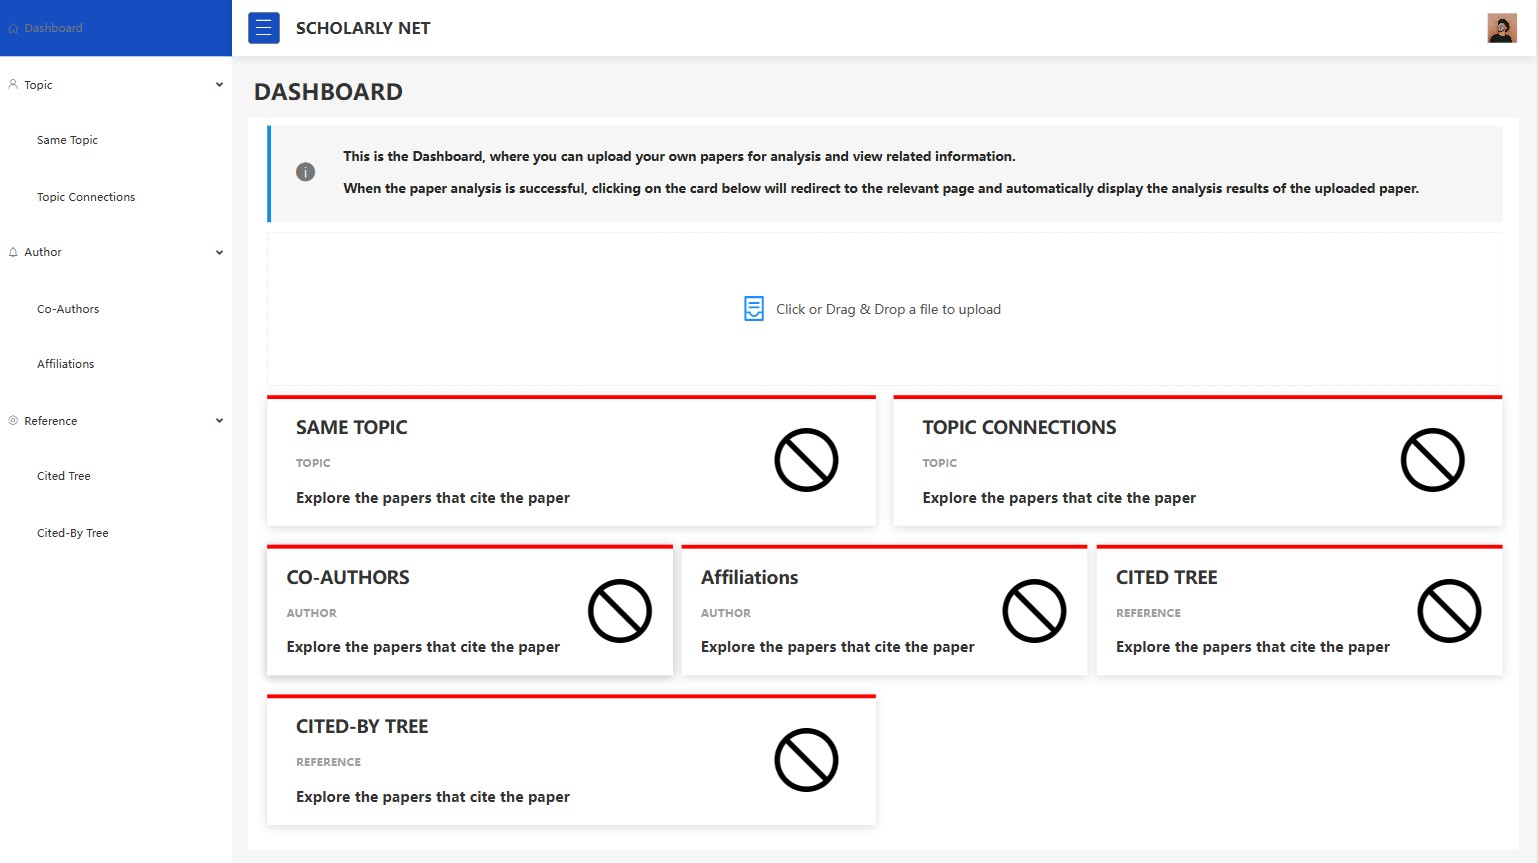 Dashboard
SCHOLARLY NET
Topic
Same Topic
Topic Connections
Author
Co-Authors
Affiliations
Reference
Cited Tree
Cited-By Tree
DASHBOARD
This is the Dashboard, where you can upload your own papers for analysis and view related information.
When the paper analysis is successful, clicking on the card below will redirect to the relevant page and automatically display the analysis results of the uploaded paper.
Click or Drag & Drop a file to upload
SAME TOPIC
TOPIC
Explore the papers that cite the paper
TOPIC CONNECTIONS
TOPIC
Explore the papers that cite the paper
CO-AUTHORS
AUTHOR
Explore the papers that cite the paper
Affiliations
AUTHOR
Explore the papers that cite the paper
CITED TREE
REFERENCE
Explore the papers that cite the paper
CITED-BY TREE
REFERENCE
Explore the papers that cite the paper